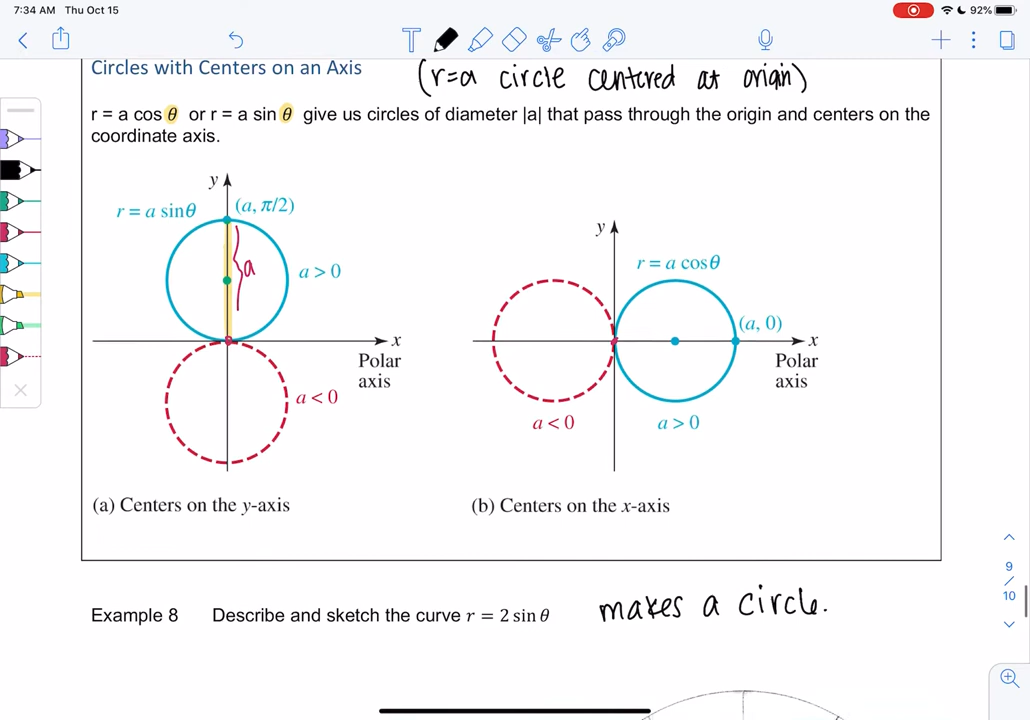 7:34 AM Thu Oct 15
92%
T
Circles with Centers on an Axis
(r=a circle centered at origin)
r = a cos θ or r = a sin θ give us circles of diameter |a| that pass through the origin and centers on the
coordinate axis.
y
r = a sinθ
(a, π/2)
a
a > 0
x
Polar
axis
a < 0
(a) Centers on the y-axis
y
r = a cosθ
(a, 0)
x
Polar
axis
a < 0
a > 0
(b) Centers on the x-axis
9
/
10
Example 8 Describe and sketch the curve r = 2 sin θ
makes a circle.